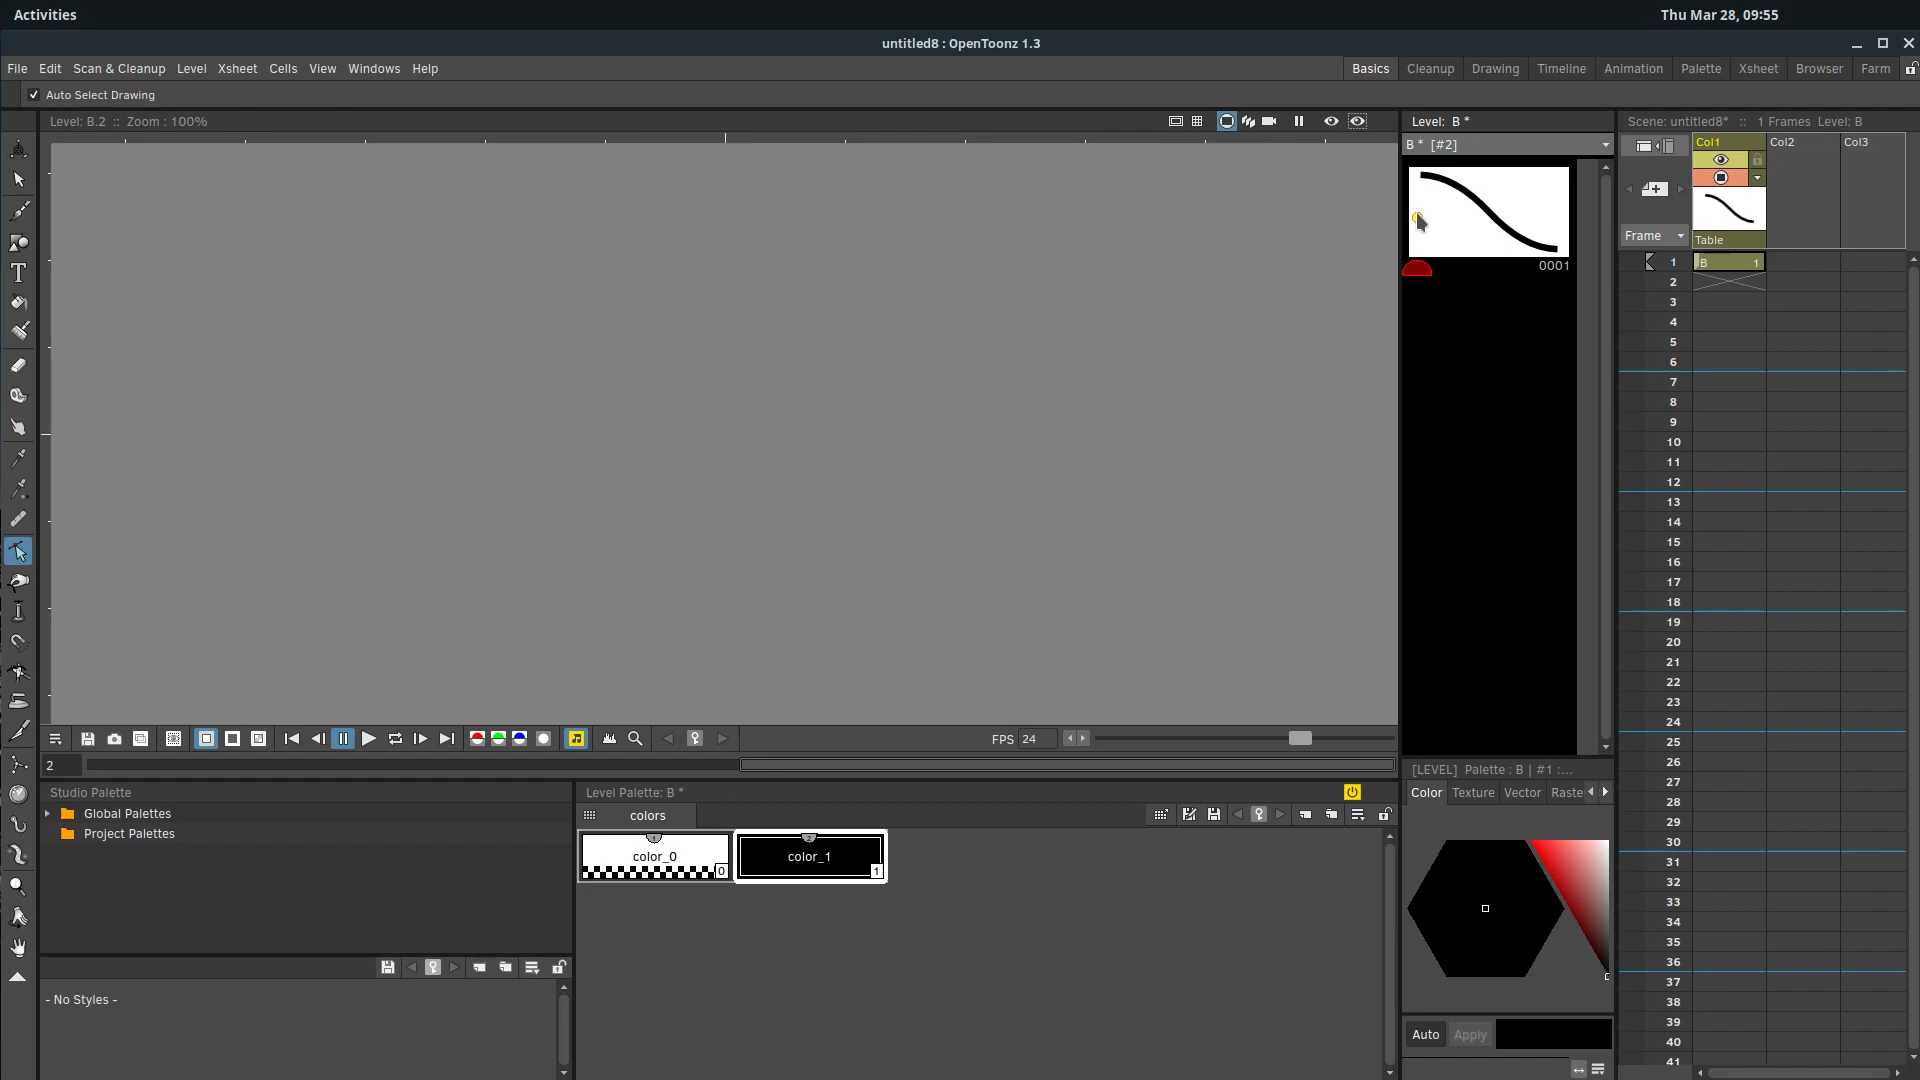 Activities
Thu Mar 28, 09:55
untitled8 : OpenToonz 1.3
File Edit Scan & Cleanup Level Xsheet Cells View Windows Help
Basics Cleanup Drawing Timeline Animation Palette Xsheet Browser Farm
Auto Select Drawing
Level: B.2 :: Zoom : 100%
Level: B *
B * [#2]
0001
Scene: untitled8* :: 1 Frames Level: B
Col1 Col2 Col3
Frame
Table
1 B 1
2
3
4
5
6
7
8
9
10
11
12
13
14
15
16
17
18
19
20
21
22
23
24
25
26
27
28
29
30
31
32
33
34
35
36
37
38
39
40
41
FPS 24
2
Studio Palette
Global Palettes
Project Palettes
- No Styles -
Level Palette: B *
colors
color_0 0
color_1 1
[LEVEL] Palette : B | #1 :...
Color Texture Vector Raste
Auto Apply